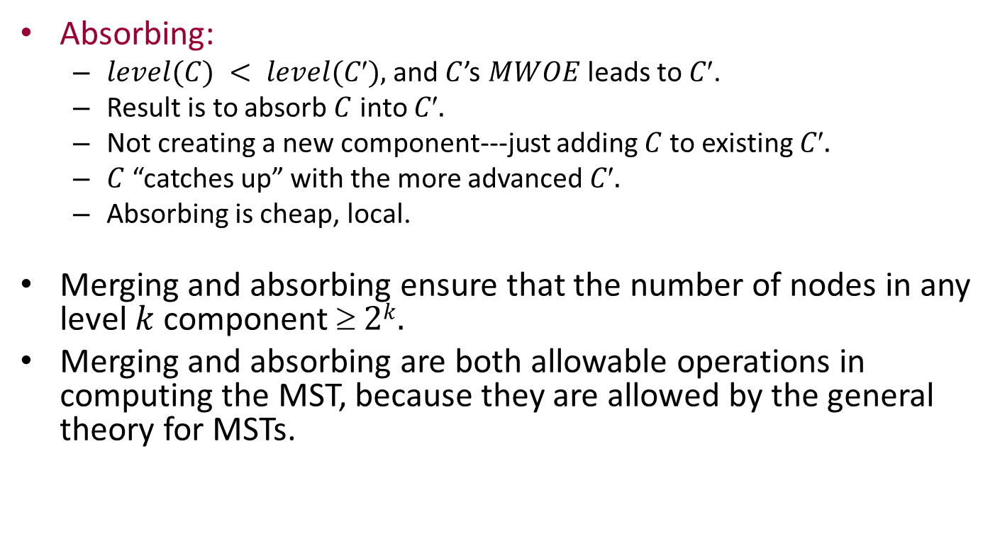 • Absorbing:
– level(C) < level(C′), and C’s MWOE leads to C′.
– Result is to absorb C into C′.
– Not creating a new component---just adding C to existing C′.
– C “catches up” with the more advanced C′.
– Absorbing is cheap, local.
• Merging and absorbing ensure that the number of nodes in any
level k component ≥ 2^k.
• Merging and absorbing are both allowable operations in
computing the MST, because they are allowed by the general
theory for MSTs.